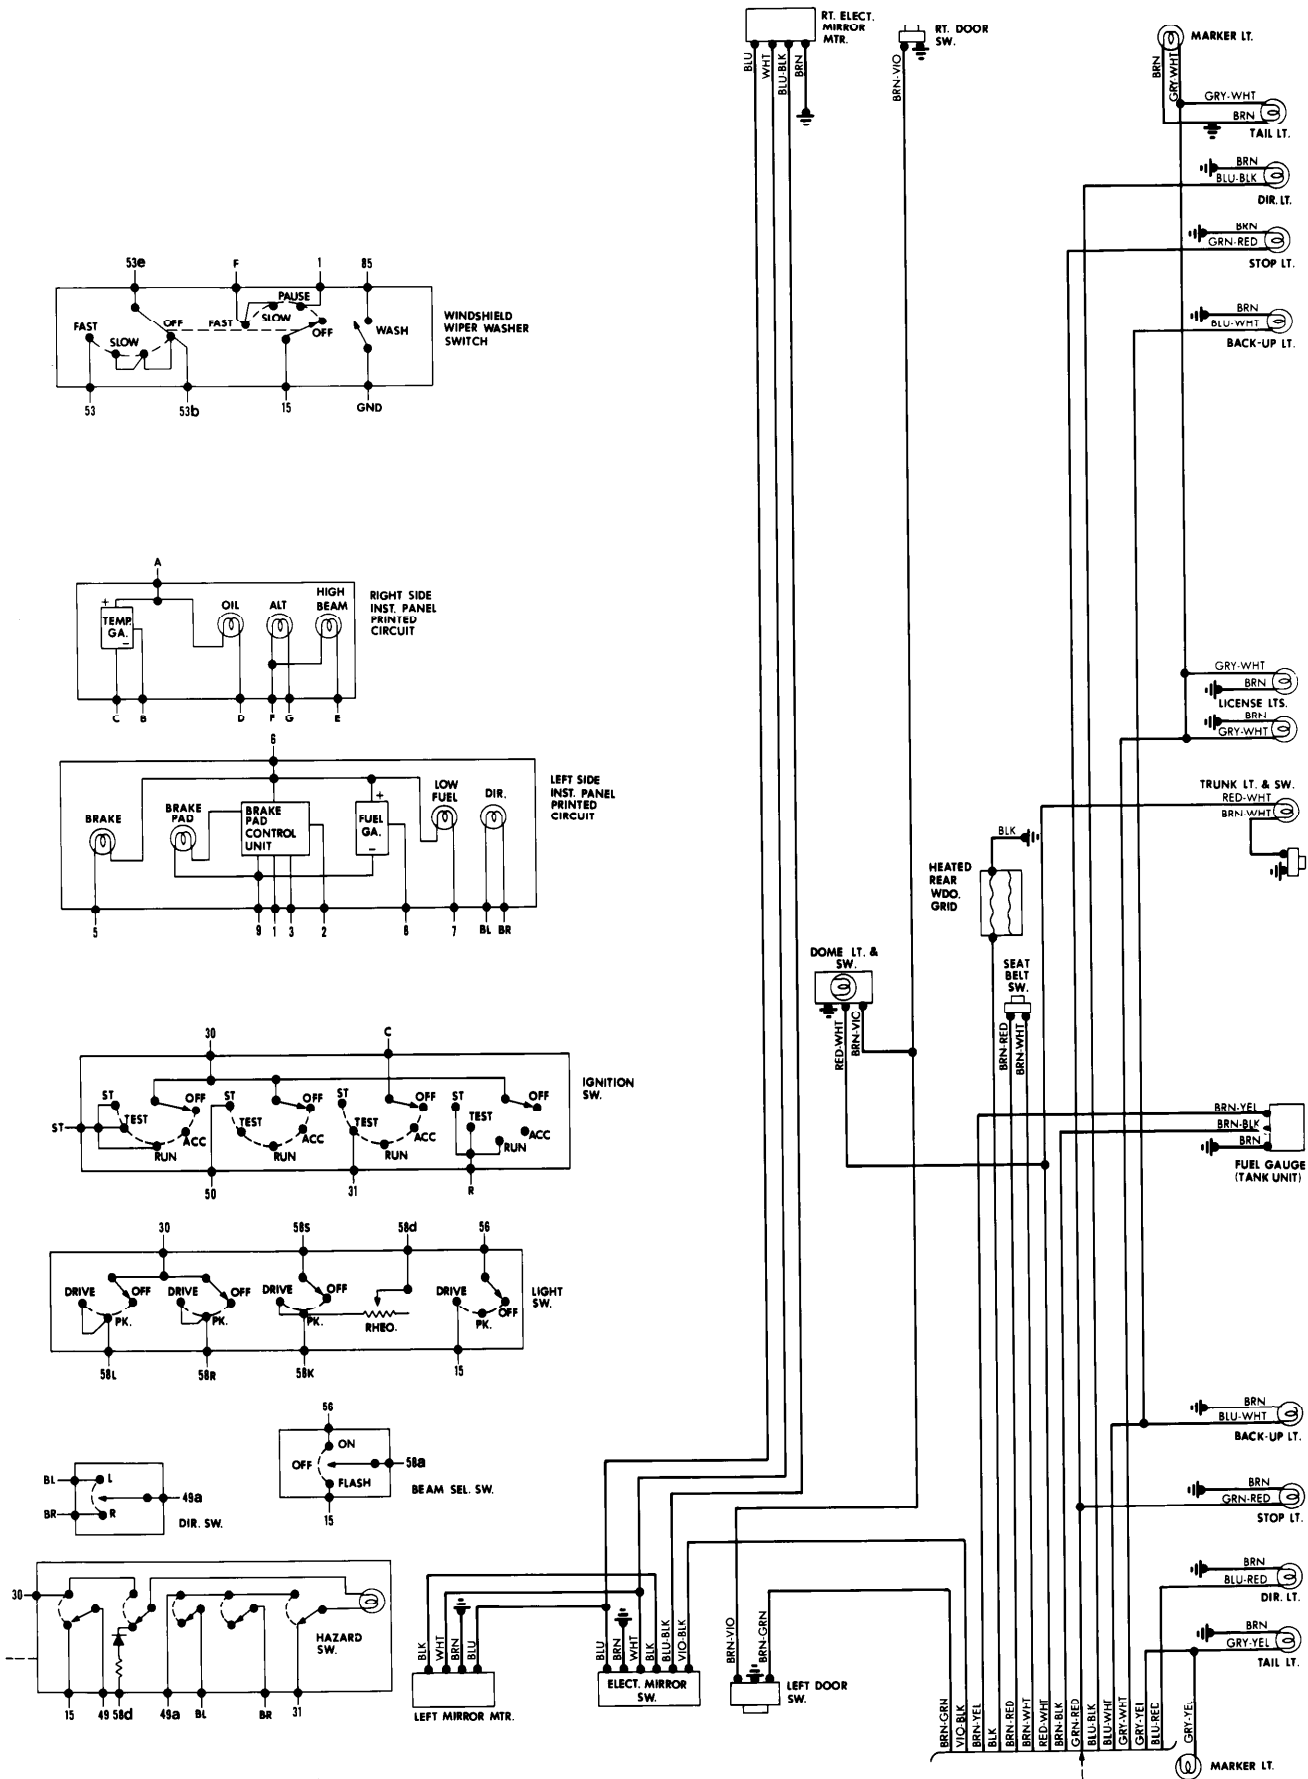 RT. ELECT.
MIRROR
MTR.
BLU
WHT
BLU-BLK
BRN
RT. DOOR
SW.
BRN-VIO
MARKER LT.
BRN
GRY-WHT
GRY-WHT
BRN
TAIL LT.
BRN
BLU-BLK
DIR. LT.
BRN
GRN-RED
STOP LT.
BRN
BLU-WHT
BACK-UP LT.
53e
F
1
85
FAST
SLOW
OFF
FAST
SLOW
PAUSE
OFF
WASH
WINDSHIELD
WIPER WASHER
SWITCH
53
53b
15
GND
A
TEMP.
GA.
+
−
OIL
ALT
HIGH
BEAM
RIGHT SIDE
INST. PANEL
PRINTED
CIRCUIT
C
B
D
F
G
E
GRY-WHT
BRN
LICENSE LTS.
BRN
GRY-WHT
6
BRAKE
BRAKE
PAD
BRAKE
PAD
CONTROL
UNIT
+
FUEL
GA.
−
LOW
FUEL
DIR.
LEFT SIDE
INST. PANEL
PRINTED
CIRCUIT
5
9
1
3
2
8
7
BL
BR
TRUNK LT. & SW.
RED-WHT
BRN-WHT
BLK
HEATED
REAR
WDO.
GRID
DOME LT. &
SW.
RED-WHT
BRN-VIO
SEAT
BELT
SW.
BRN-RED
BRN-WHT
30
C
ST
OFF
TEST
ACC
RUN
ST
OFF
TEST
ACC
RUN
ST
OFF
TEST
ACC
RUN
ST
OFF
TEST
ACC
RUN
ST
IGNITION
SW.
50
31
R
BRN-YEL
BRN-BLK
BRN
FUEL GAUGE
(TANK UNIT)
30
58s
58d
56
DRIVE
OFF
PK.
DRIVE
OFF
PK.
DRIVE
OFF
PK.
RHEO.
DRIVE
OFF
PK.
LIGHT
SW.
58L
58R
58K
15
56
ON
OFF
FLASH
58a
15
BEAM SEL. SW.
BL
L
BR
R
49a
DIR. SW.
BRN
BLU-WHT
BACK-UP LT.
BRN
GRN-RED
STOP LT.
BRN
BLU-RED
DIR. LT.
BRN
GRY-YEL
TAIL LT.
30
HAZARD
SW.
15
49
58d
49a
BL
BR
31
BLK
WHT
BRN
BLU
LEFT MIRROR MTR.
BLU
BRN
WHT
BLK
BLU-BLK
VIO-BLK
ELECT. MIRROR
SW.
BRN-VIO
BRN-GRN
LEFT DOOR
SW.
BRN-GRN
VIO-BLK
BRN-YEL
BLK
BRN-RED
BRN-WHT
RED-WHT
BRN-BLK
GRN-RED
BLU-BLK
BLU-WHT
GRY-WHT
GRY-YEL
BLU-RED
GRY-YEL
MARKER LT.